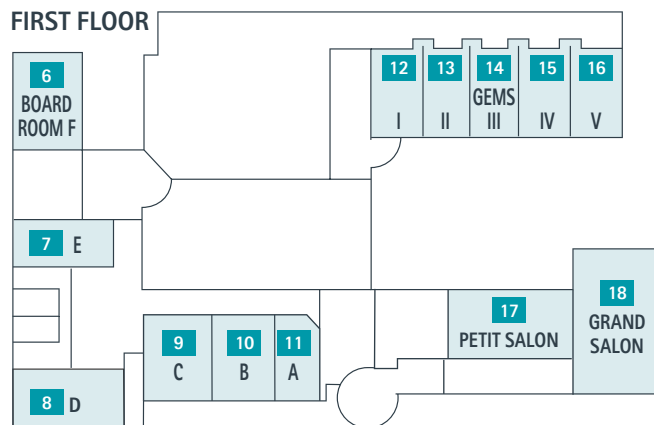 FIRST FLOOR
6
BOARD
ROOM F
12
13
14
15
16
GEMS
I
II
III
IV
V
7 E
9
10
11
C
B
A
8 D
17
PETIT SALON
18
GRAND
SALON